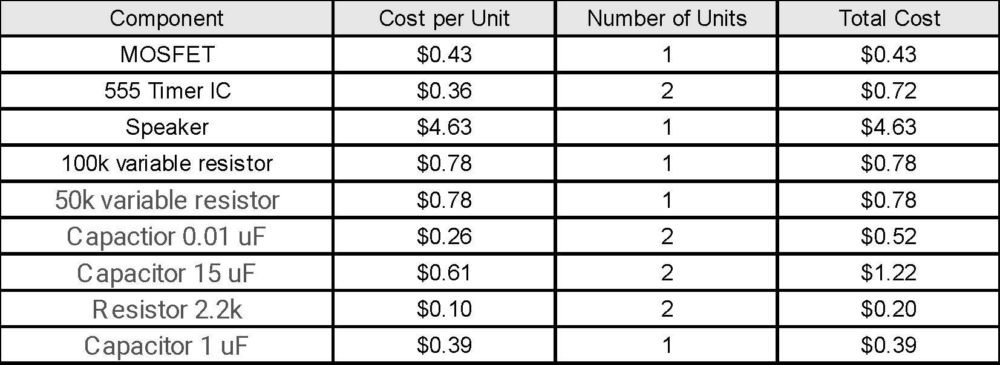 Component Cost per Unit Number of Units Total Cost
MOSFET $0.43 1 $0.43
555 Timer IC $0.36 2 $0.72
Speaker $4.63 1 $4.63
100k variable resistor $0.78 1 $0.78
50k variable resistor $0.78 1 $0.78
Capactior 0.01 uF $0.26 2 $0.52
Capacitor 15 uF $0.61 2 $1.22
Resistor 2.2k $0.10 2 $0.20
Capacitor 1 uF $0.39 1 $0.39